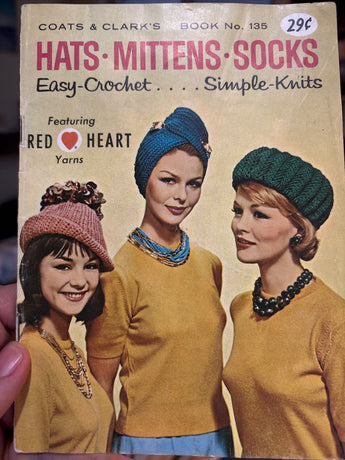 COATS & CLARK'S BOOK No. 135
29¢
HATS·MITTENS·SOCKS
Easy-Crochet . . . . Simple-Knits
Featuring
RED HEART
Yarns